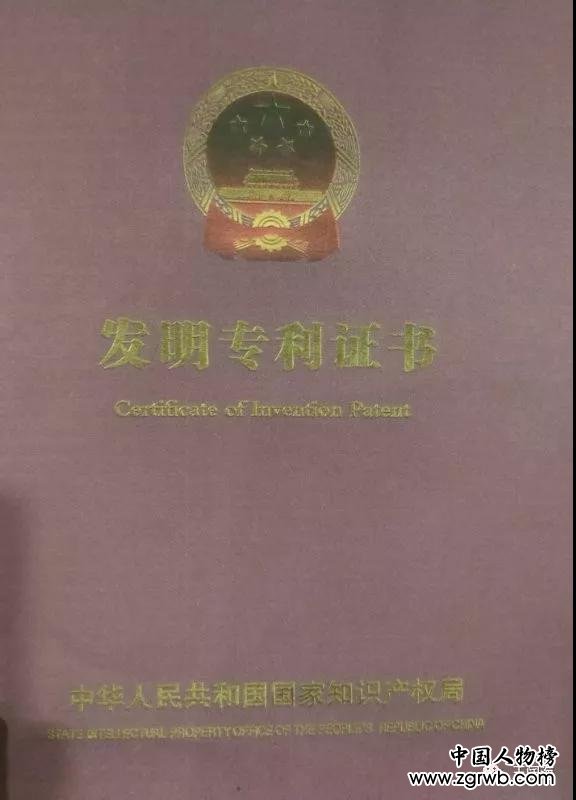 发明专利证书
Certificate of Invention Patent
中华人民共和国国家知识产权局
STATE INTELLECTURL PROPERTY OFFICE OF THE PEOPLE'S REPUBLIC OF CHINA
中国人物榜
www.zgrwb.com